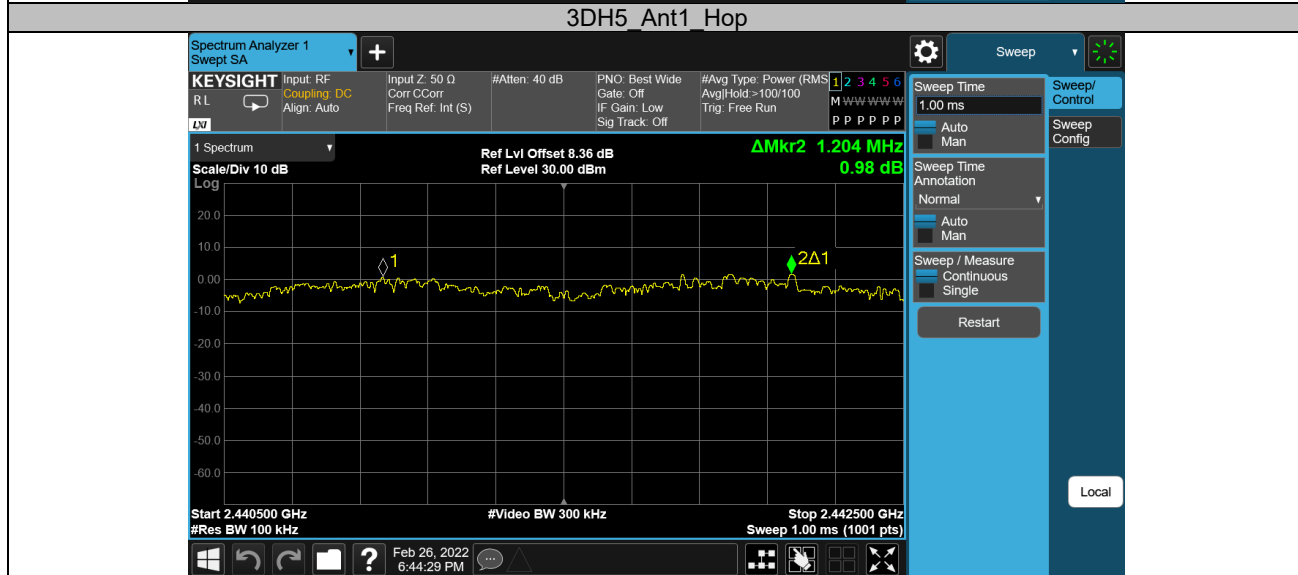 3DH5_Ant1_Hop
Spectrum Analyzer 1
Swept SA
Sweep
KEYSIGHT
R L
LXI
Input: RF
Coupling: DC
Align: Auto
Input Z: 50 Ω
Corr CCorr
Freq Ref: Int (S)
#Atten: 40 dB
PNO: Best Wide
Gate: Off
IF Gain: Low
Sig Track: Off
#Avg Type: Power (RMS
Avg|Hold:>100/100
Trig: Free Run
1 2 3 4 5 6
M W W W W W
P P P P P P
1 Spectrum
Scale/Div 10 dB
Log
Ref Lvl Offset 8.36 dB
Ref Level 30.00 dBm
ΔMkr2 1.204 MHz
0.98 dB
20.0
10.0
0.00
-10.0
-20.0
-30.0
-40.0
-50.0
-60.0
1
2Δ1
Start 2.440500 GHz
#Res BW 100 kHz
#Video BW 300 kHz
Stop 2.442500 GHz
Sweep 1.00 ms (1001 pts)
Sweep Time
1.00 ms
Auto
Man
Sweep Time
Annotation
Normal
Auto
Man
Sweep / Measure
Continuous
Single
Restart
Sweep/
Control
Sweep
Config
Local
?
Feb 26, 2022
6:44:29 PM